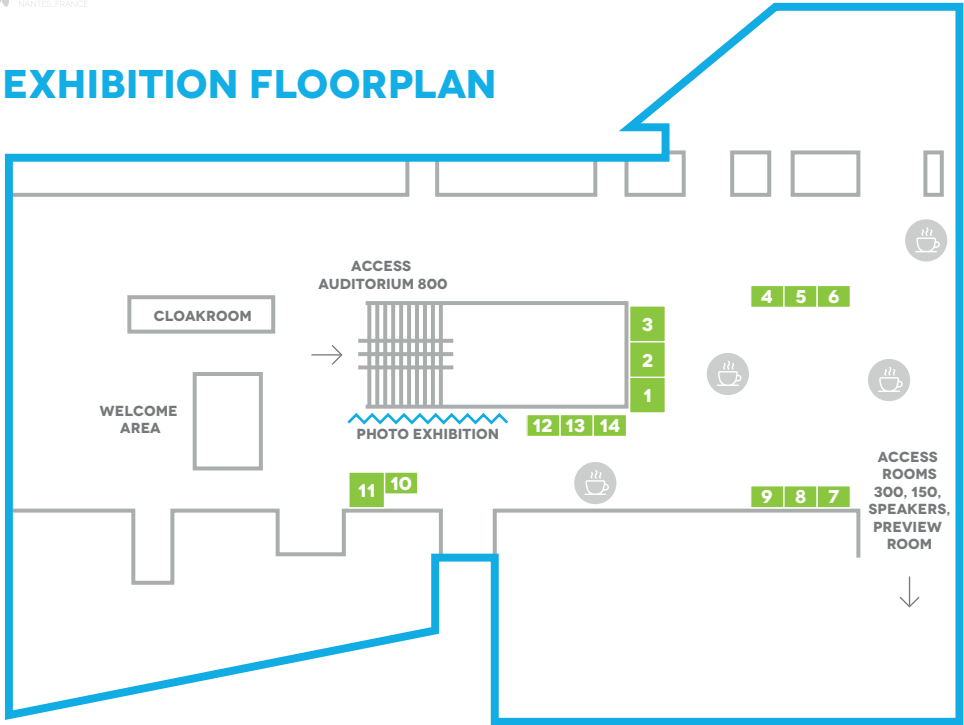 NANTES, FRANCE
EXHIBITION FLOORPLAN
ACCESS
AUDITORIUM 800
CLOAKROOM
4 5 6
3
2
1
WELCOME
AREA
PHOTO EXHIBITION
12 13 14
11 10
9 8 7
ACCESS
ROOMS
300, 150,
SPEAKERS,
PREVIEW
ROOM